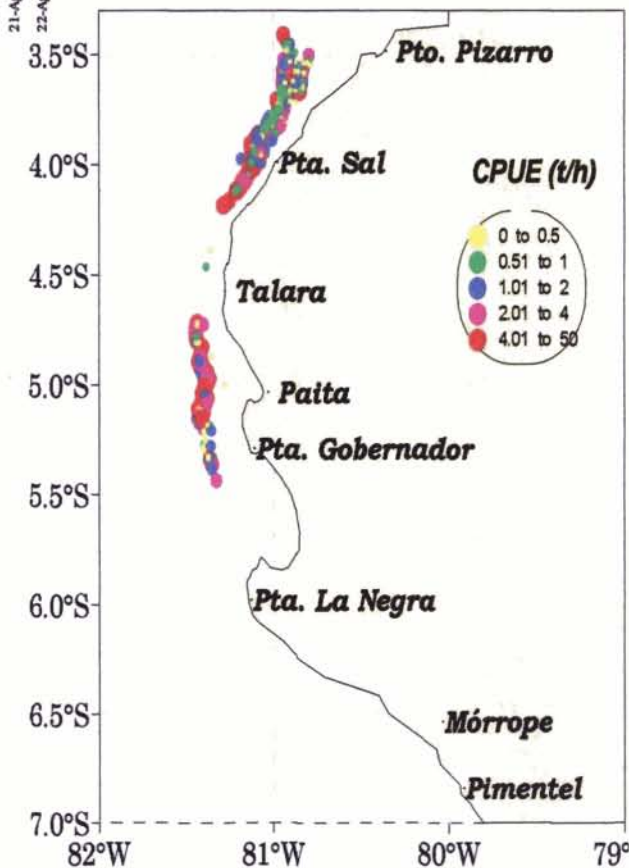 3.5°S
Pto. Pizarro
4.0°S
Pta. Sal
CPUE (t/h)
0 to 0.5
0.51 to 1
1.01 to 2
2.01 to 4
4.01 to 50
4.5°S
Talara
5.0°S
Paita
Pta. Gobernador
5.5°S
6.0°S
Pta. La Negra
6.5°S
Mórrope
Pimentel
7.0°S
82°W
81°W
80°W
79°